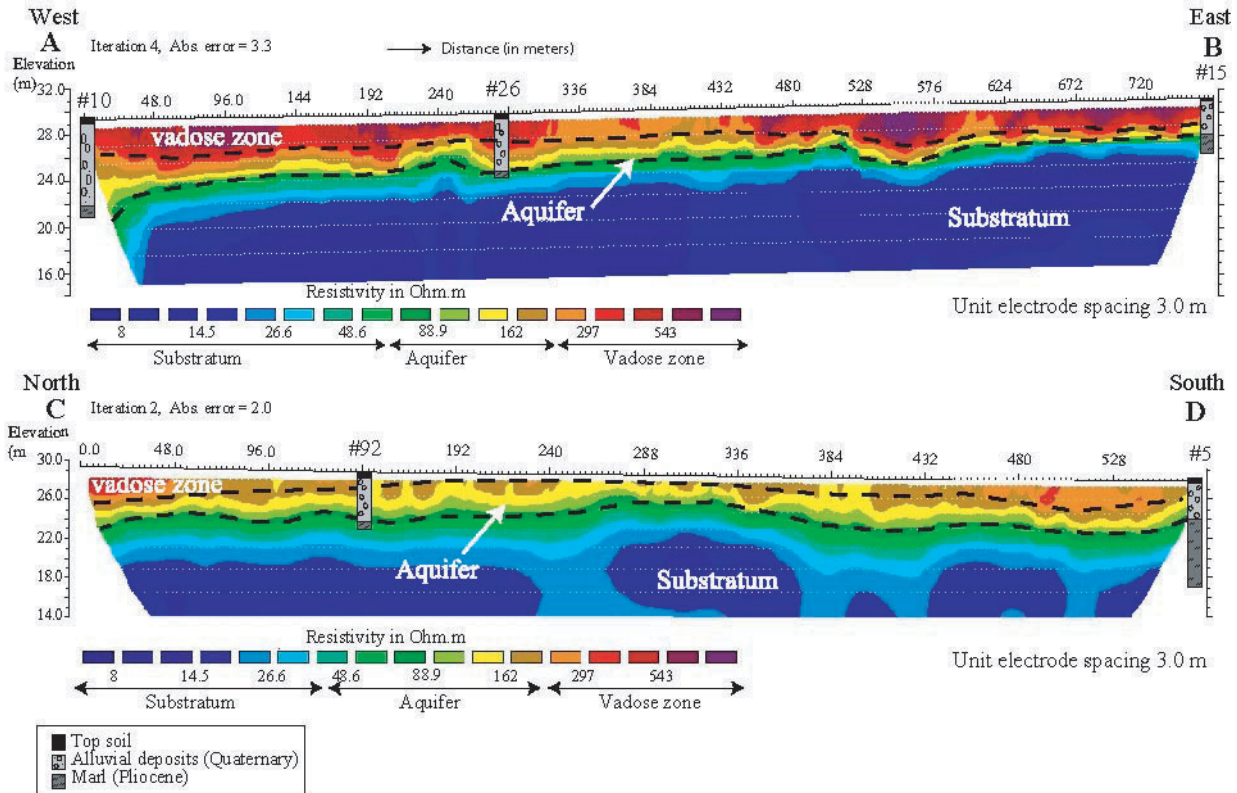 West
East
A
Iteration 4, Abs. error = 3.3
Distance (in meters)
B
Elevation
(m)
#10 48.0 96.0 144 192 240 #26 336 384 432 480 528 576 624 672 720 #15
32.0
28.0
24.0
20.0
16.0
vadose zone
Aquifer
Substratum
Resistivity in Ohm.m
Unit electrode spacing 3.0 m
8 14.5 26.6 48.6 88.9 162 297 543
Substratum Aquifer Vadose zone
North
South
C
Iteration 2, Abs. error = 2.0
D
Elevation
(m
0.0 48.0 96.0 #92 192 240 288 336 384 432 480 528 #5
30.0
26.0
22.0
18.0
14.0
vadose zone
Aquifer
Substratum
Resistivity in Ohm.m
Unit electrode spacing 3.0 m
8 14.5 26.6 48.6 88.9 162 297 543
Substratum Aquifer Vadose zone
Top soil
Alluvial deposits (Quaternary)
Marl (Pliocene)